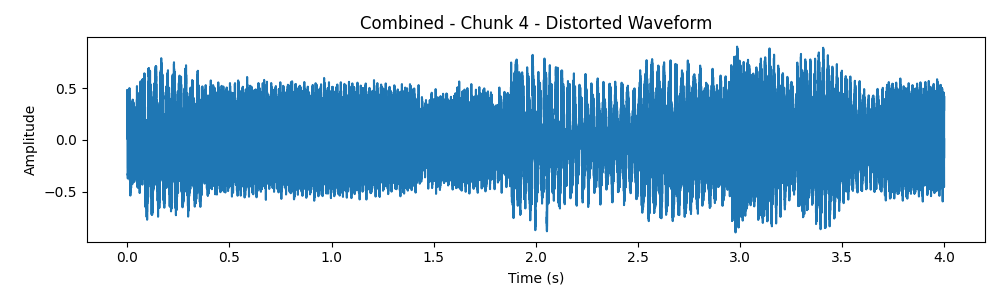 Combined - Chunk 4 - Distorted Waveform
Amplitude
0.5
0.0
−0.5
0.0 0.5 1.0 1.5 2.0 2.5 3.0 3.5 4.0
Time (s)